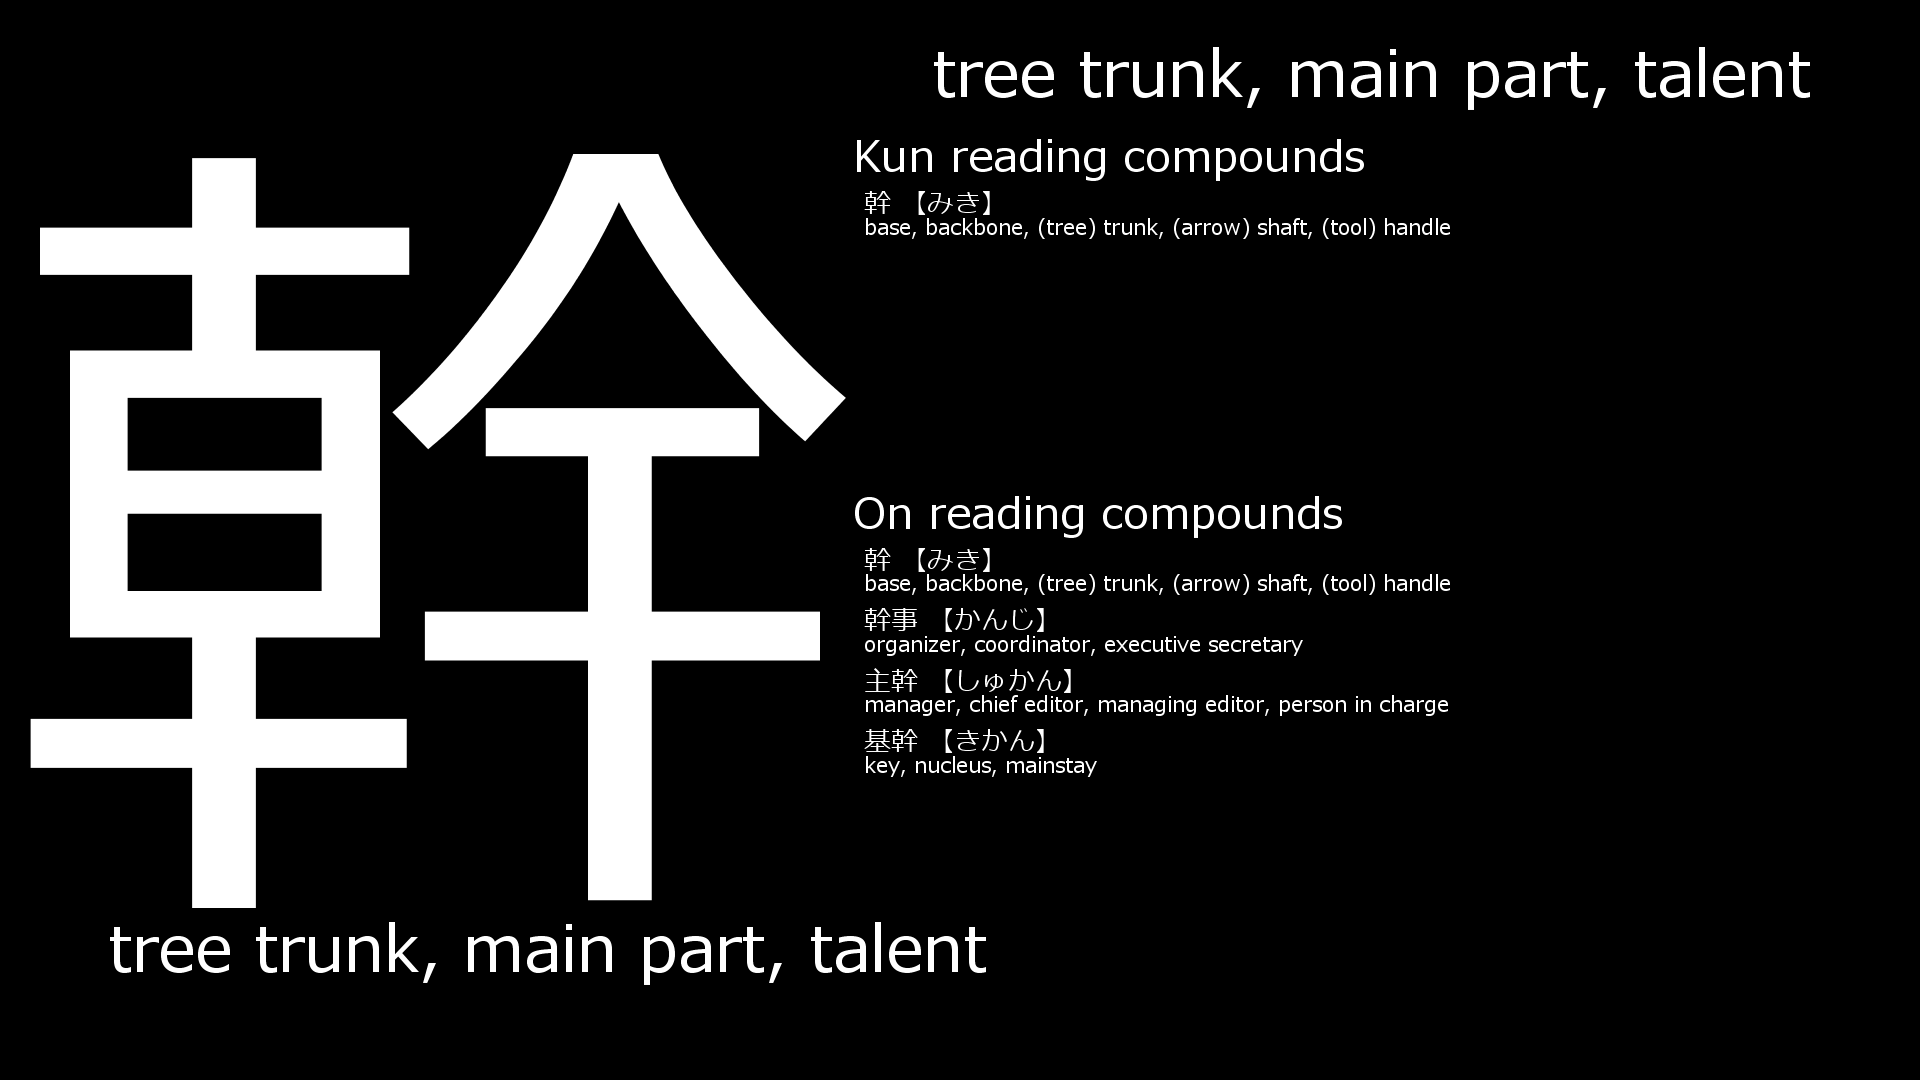 幹
tree trunk, main part, talent
tree trunk, main part, talent
Kun reading compounds
幹 【みき】
base, backbone, (tree) trunk, (arrow) shaft, (tool) handle
On reading compounds
幹 【みき】
base, backbone, (tree) trunk, (arrow) shaft, (tool) handle
幹事 【かんじ】
organizer, coordinator, executive secretary
主幹 【しゅかん】
manager, chief editor, managing editor, person in charge
基幹 【きかん】
key, nucleus, mainstay